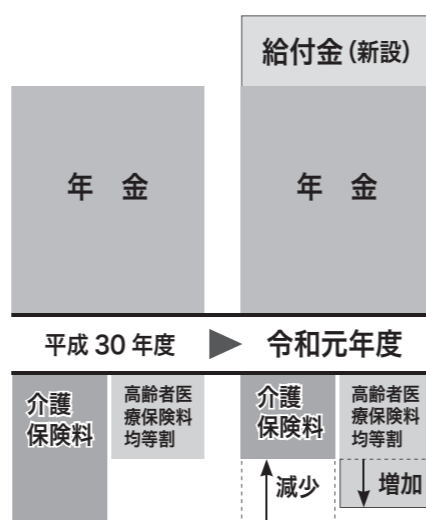 給付金（新設）
年　金
年　金
平成 30 年度 ▶ 令和元年度
介護
保険料
高齢者医
療保険料
均等割
介護
保険料
高齢者医
療保険料
均等割
減少
増加